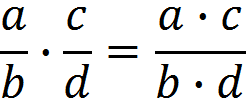 a/b · c/d = a · c / b · d